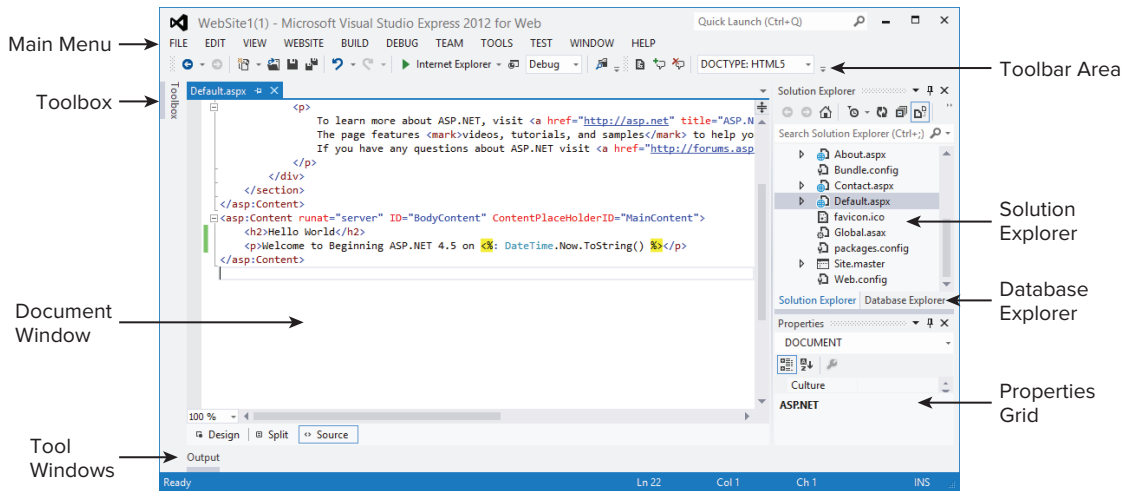 WebSite1(1) - Microsoft Visual Studio Express 2012 for Web
Quick Launch (Ctrl+Q)
Main Menu
FILE EDIT VIEW WEBSITE BUILD DEBUG TEAM TOOLS TEST WINDOW HELP
Internet Explorer Debug DOCTYPE: HTML5
Toolbar Area
Toolbox
Toolbox
Default.aspx
<p>
To learn more about ASP.NET, visit <a href="http://asp.net" title="ASP.N
The page features <mark>videos, tutorials, and samples</mark> to help yo
If you have any questions about ASP.NET visit <a href="http://forums.asp
</p>
</div>
</section>
</asp:Content>
<asp:Content runat="server" ID="BodyContent" ContentPlaceHolderID="MainContent">
<h2>Hello World</h2>
<p>Welcome to Beginning ASP.NET 4.5 on <%: DateTime.Now.ToString() %></p>
</asp:Content>
Solution Explorer
Search Solution Explorer (Ctrl+;)
About.aspx
Bundle.config
Contact.aspx
Default.aspx
favicon.ico
Global.asax
packages.config
Site.master
Web.config
Solution
Explorer
Solution Explorer Database Explorer
Database
Explorer
Document
Window
Properties
DOCUMENT
Culture
ASP.NET
Properties
Grid
100 %
Design Split Source
Tool
Windows
Output
Ready Ln 22 Col 1 Ch 1 INS